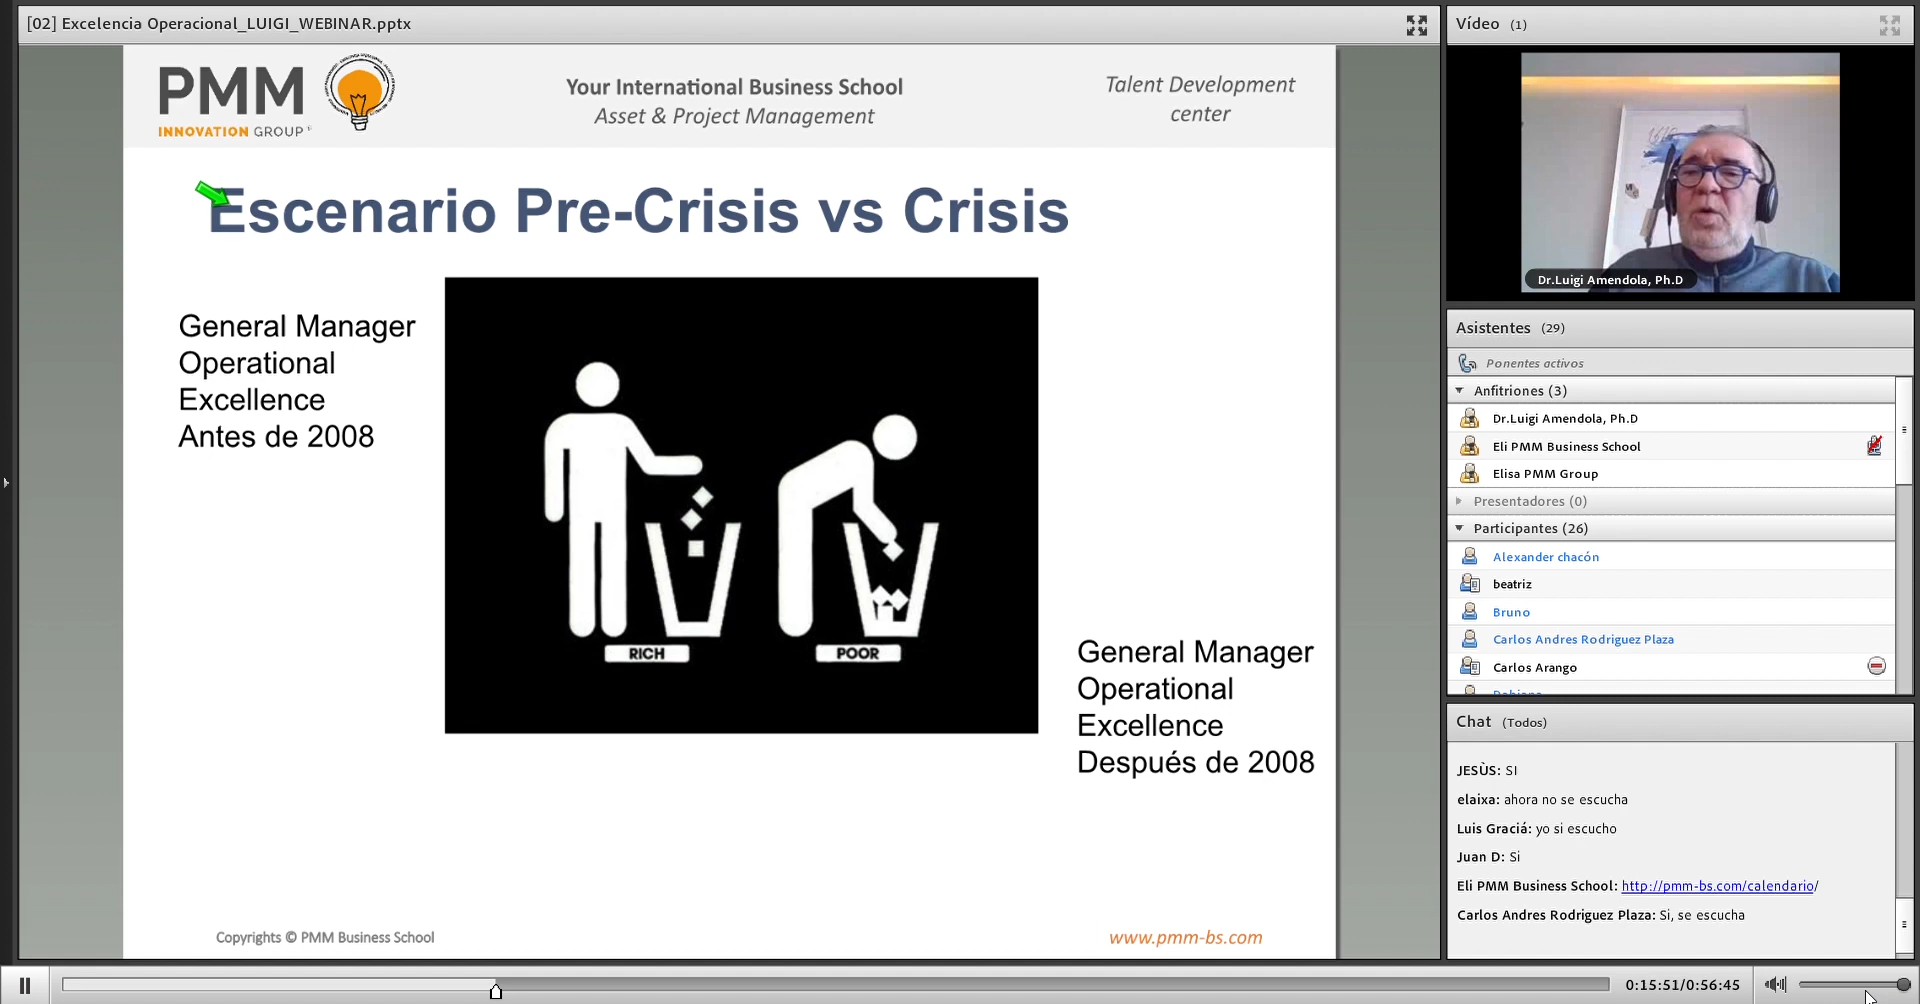 [02] Excelencia Operacional_LUIGI_WEBINAR.pptx
PMM
INNOVATION GROUP
Your International Business School
Asset & Project Management
Talent Development
center
Escenario Pre-Crisis vs Crisis
General Manager
Operational
Excellence
Antes de 2008
RICH
POOR
General Manager
Operational
Excellence
Después de 2008
Copyrights © PMM Business School
www.pmm-bs.com
Vídeo (1)
Dr.Luigi Amendola, Ph.D
Asistentes (29)
Ponentes activos
Anfitriones (3)
Dr.Luigi Amendola, Ph.D
Eli PMM Business School
Elisa PMM Group
Presentadores (0)
Participantes (26)
Alexander chacón
beatriz
Bruno
Carlos Andres Rodriguez Plaza
Carlos Arango
Chat (Todos)
JESÙS: SI
elaixa: ahora no se escucha
Luis Graciá: yo si escucho
Juan D: Si
Eli PMM Business School: http://pmm-bs.com/calendario/
Carlos Andres Rodriguez Plaza: Si, se escucha
0:15:51/0:56:45